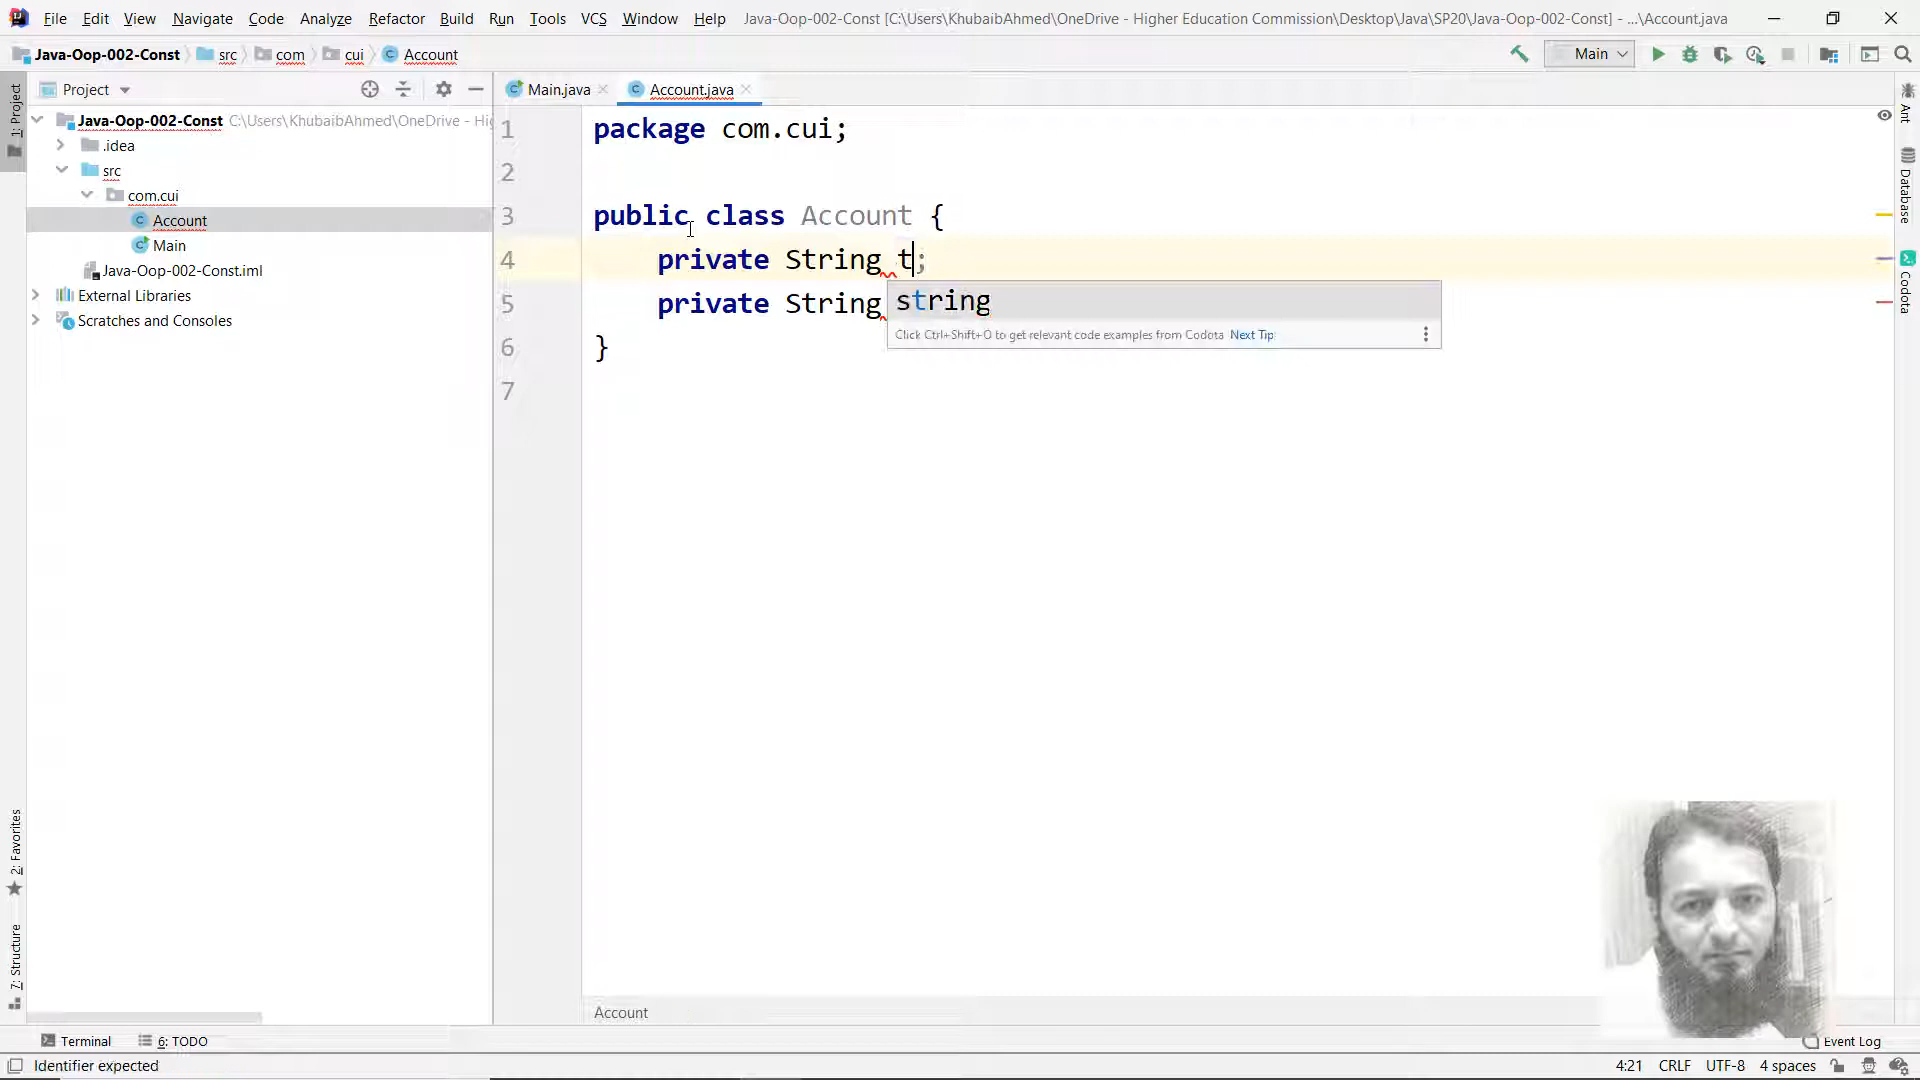 File Edit View Navigate Code Analyze Refactor Build Run Tools VCS Window Help Java-Oop-002-Const [C:\Users\KhubaibAhmed\OneDrive - Higher Education Commission\Desktop\Java\SP20\Java-Oop-002-Const] - ...\Account.java
Java-Oop-002-Const src com cui Account Main
1: Project
Project
Main.java Account.java
Java-Oop-002-Const C:\Users\KhubaibAhmed\OneDrive - Hig
.idea
src
com.cui
Account
Main
Java-Oop-002-Const.iml
External Libraries
Scratches and Consoles
1 package com.cui;
2
3 public class Account {
4 private String t;
5 private String
6 }
7
string
Click Ctrl+Shift+O to get relevant code examples from Codota Next Tip
Ant
Database
Codota
2: Favorites
7: Structure
Account
Terminal 6: TODO Event Log
Identifier expected 4:21 CRLF UTF-8 4 spaces